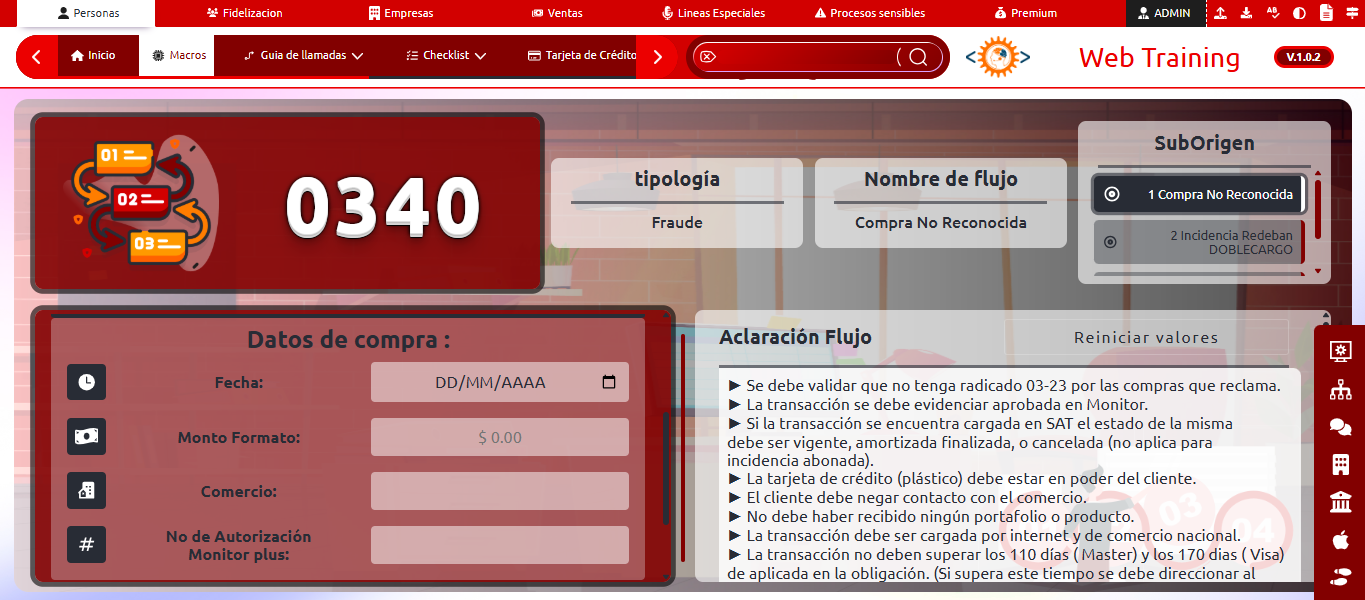 Personas
Fidelizacion
Empresas
Ventas
Lineas Especiales
Procesos sensibles
Premium
ADMIN
Inicio
Macros
Guia de llamadas
Checklist
Tarjeta de Crédito
Web Training
V.1.0.2
01
02
03
0340
tipología
Fraude
Nombre de flujo
Compra No Reconocida
SubOrigen
1 Compra No Reconocida
2 Incidencia Redeban
DOBLECARGO
Datos de compra :
Fecha:
DD/MM/AAAA
Monto Formato:
$ 0.00
Comercio:
# No de Autorización
Monitor plus:
Aclaración Flujo
Reiniciar valores
► Se debe validar que no tenga radicado 03-23 por las compras que reclama.
► La transacción se debe evidenciar aprobada en Monitor.
► Si la transacción se encuentra cargada en SAT el estado de la misma
debe ser vigente, amortizada finalizada, o cancelada (no aplica para
incidencia abonada).
► La tarjeta de crédito (plástico) debe estar en poder del cliente.
► El cliente debe negar contacto con el comercio.
► No debe haber recibido ningún portafolio o producto.
► La transacción debe ser cargada por internet y de comercio nacional.
► La transacción no deben superar los 110 días ( Master) y los 170 dias ( Visa)
de aplicada en la obligación. (Si supera este tiempo se debe direccionar al
03
04